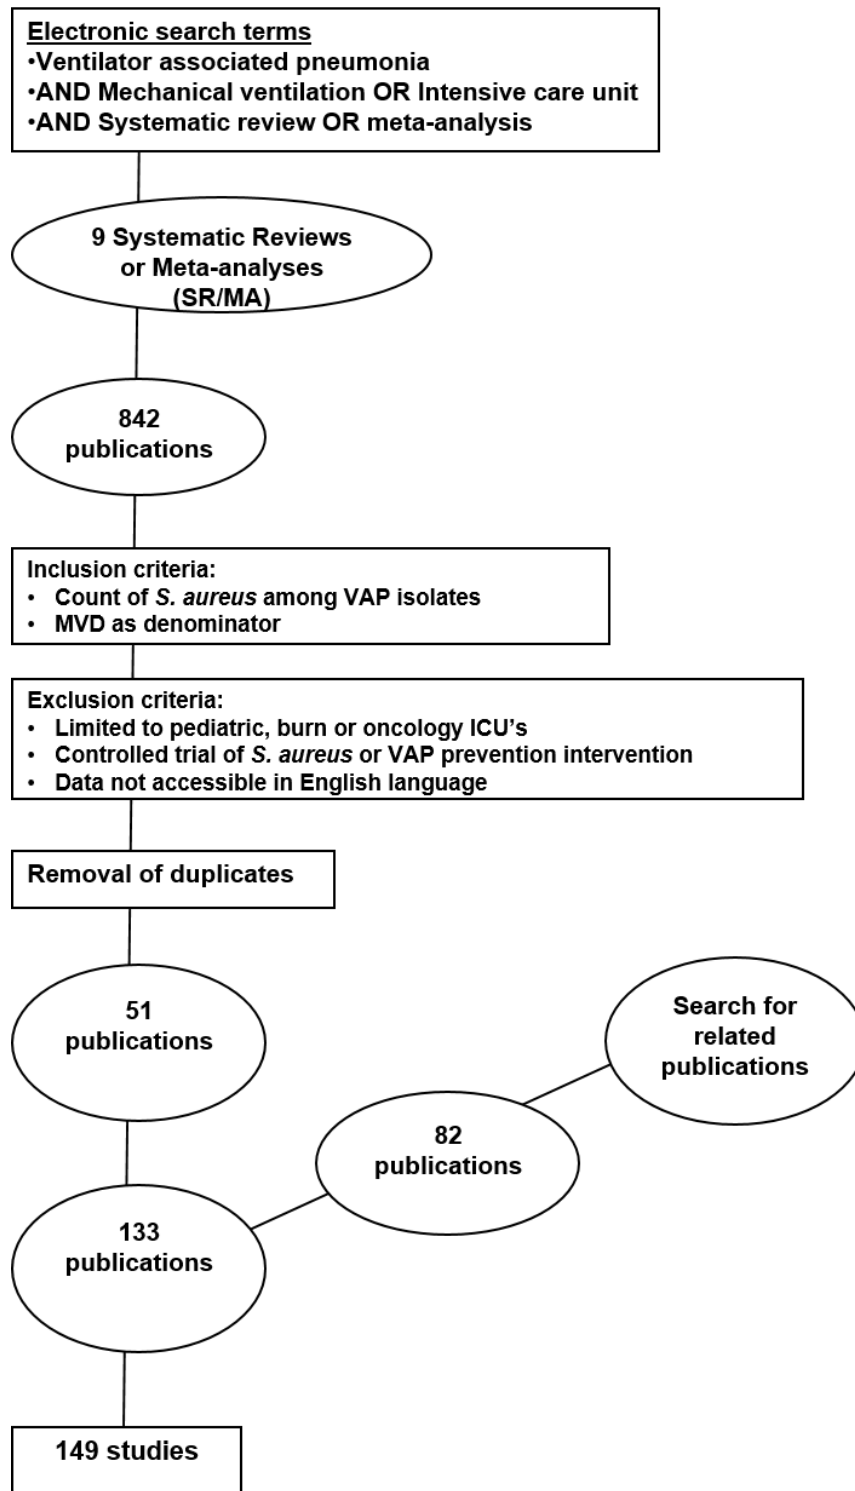 Electronic search terms
•Ventilator associated pneumonia
•AND Mechanical ventilation OR Intensive care unit
•AND Systematic review OR meta-analysis
9 Systematic Reviews
or Meta-analyses
(SR/MA)
842
publications
Inclusion criteria:
• Count of S. aureus among VAP isolates
• MVD as denominator
Exclusion criteria:
• Limited to pediatric, burn or oncology ICU's
• Controlled trial of S. aureus or VAP prevention intervention
• Data not accessible in English language
Removal of duplicates
51
publications
Search for
related
publications
82
publications
133
publications
149 studies